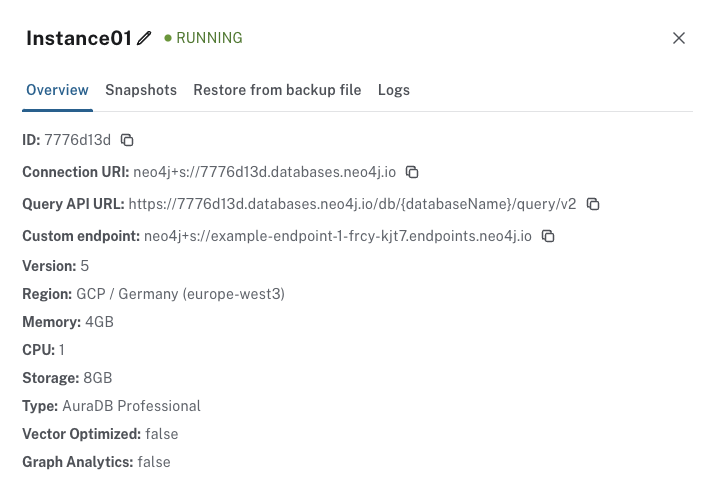 Instance01 RUNNING
Overview Snapshots Restore from backup file Logs
ID: 7776d13d
Connection URI: neo4j+s://7776d13d.databases.neo4j.io
Query API URL: https://7776d13d.databases.neo4j.io/db/{databaseName}/query/v2
Custom endpoint: neo4j+s://example-endpoint-1-frcy-kjt7.endpoints.neo4j.io
Version: 5
Region: GCP / Germany (europe-west3)
Memory: 4GB
CPU: 1
Storage: 8GB
Type: AuraDB Professional
Vector Optimized: false
Graph Analytics: false